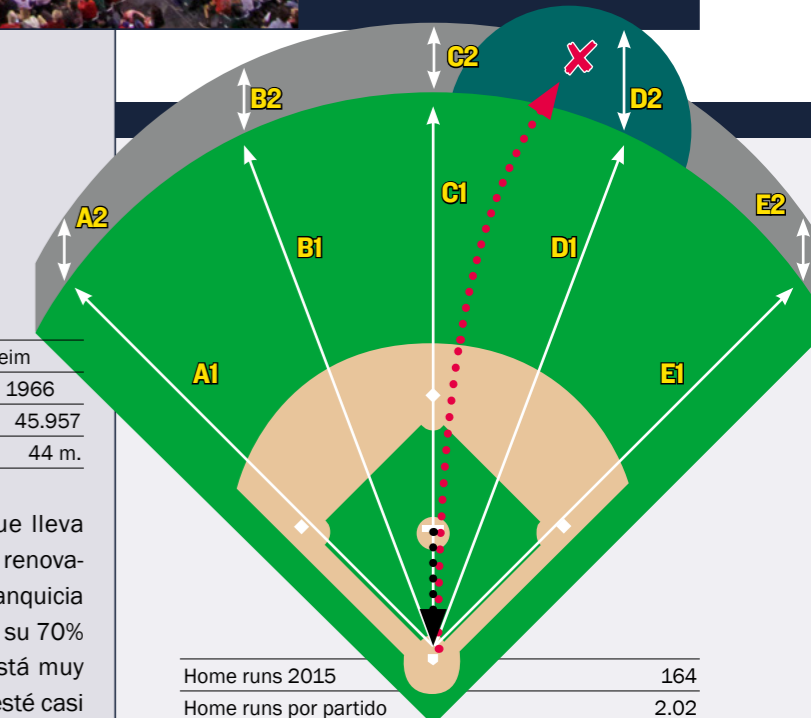 C2
B2
D2
C1
A2
E2
B1
D1
A1
E1
eim
1966
45.957
44 m.
ue lleva
renova-
anquicia
su 70%
stá muy
esté casi
Home runs 2015 164
Home runs por partido 2.02